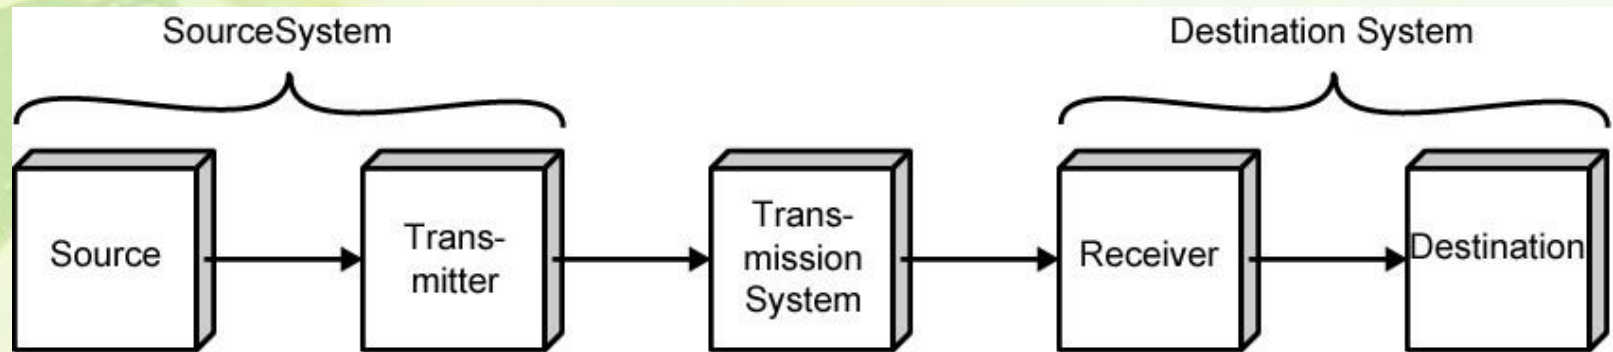 SourceSystem
Destination System
Source
Trans-
mitter
Trans-
mission
System
Receiver
Destination